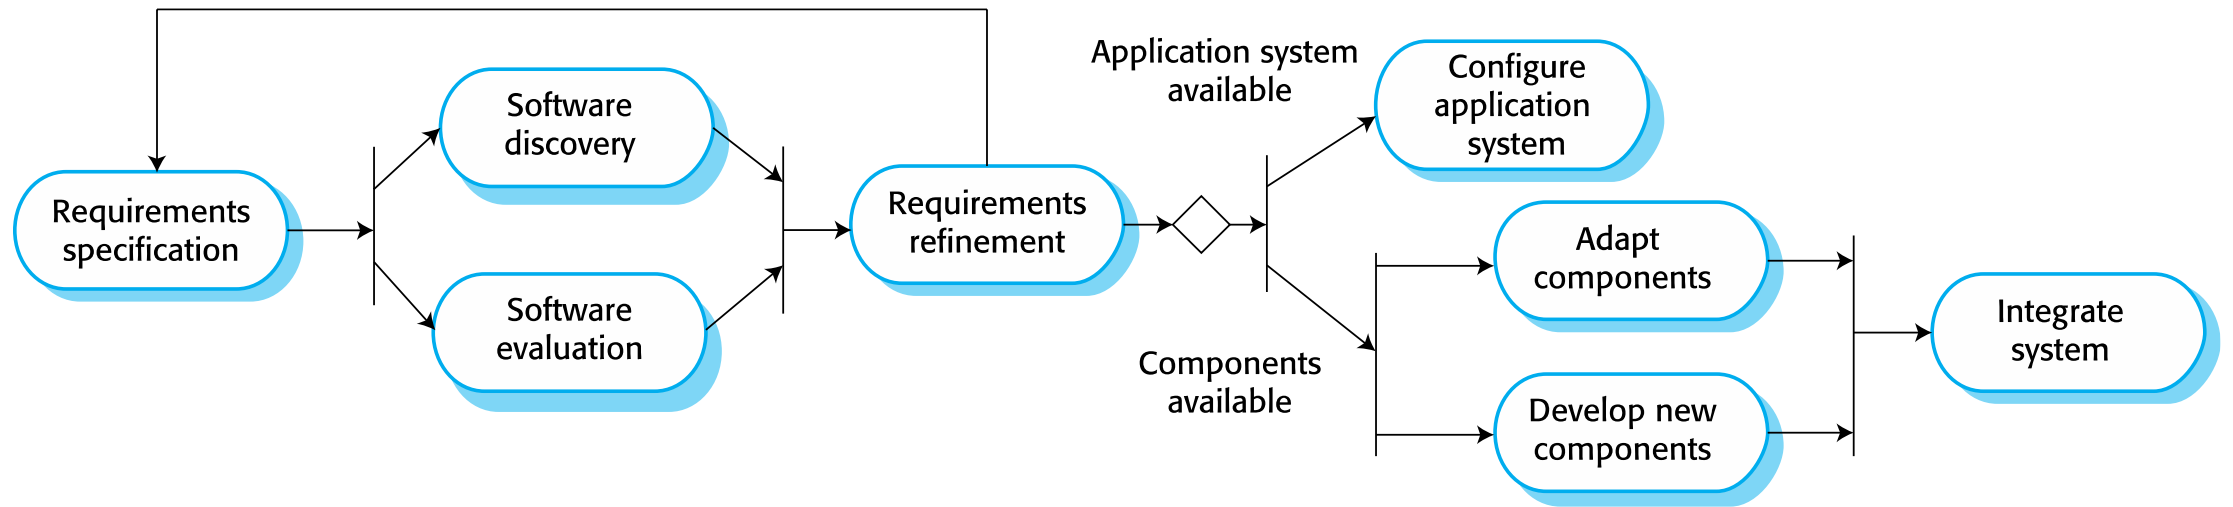 Requirements
specification
Software
discovery
Software
evaluation
Requirements
refinement
Application system
available
Configure
application
system
Components
available
Adapt
components
Develop new
components
Integrate
system